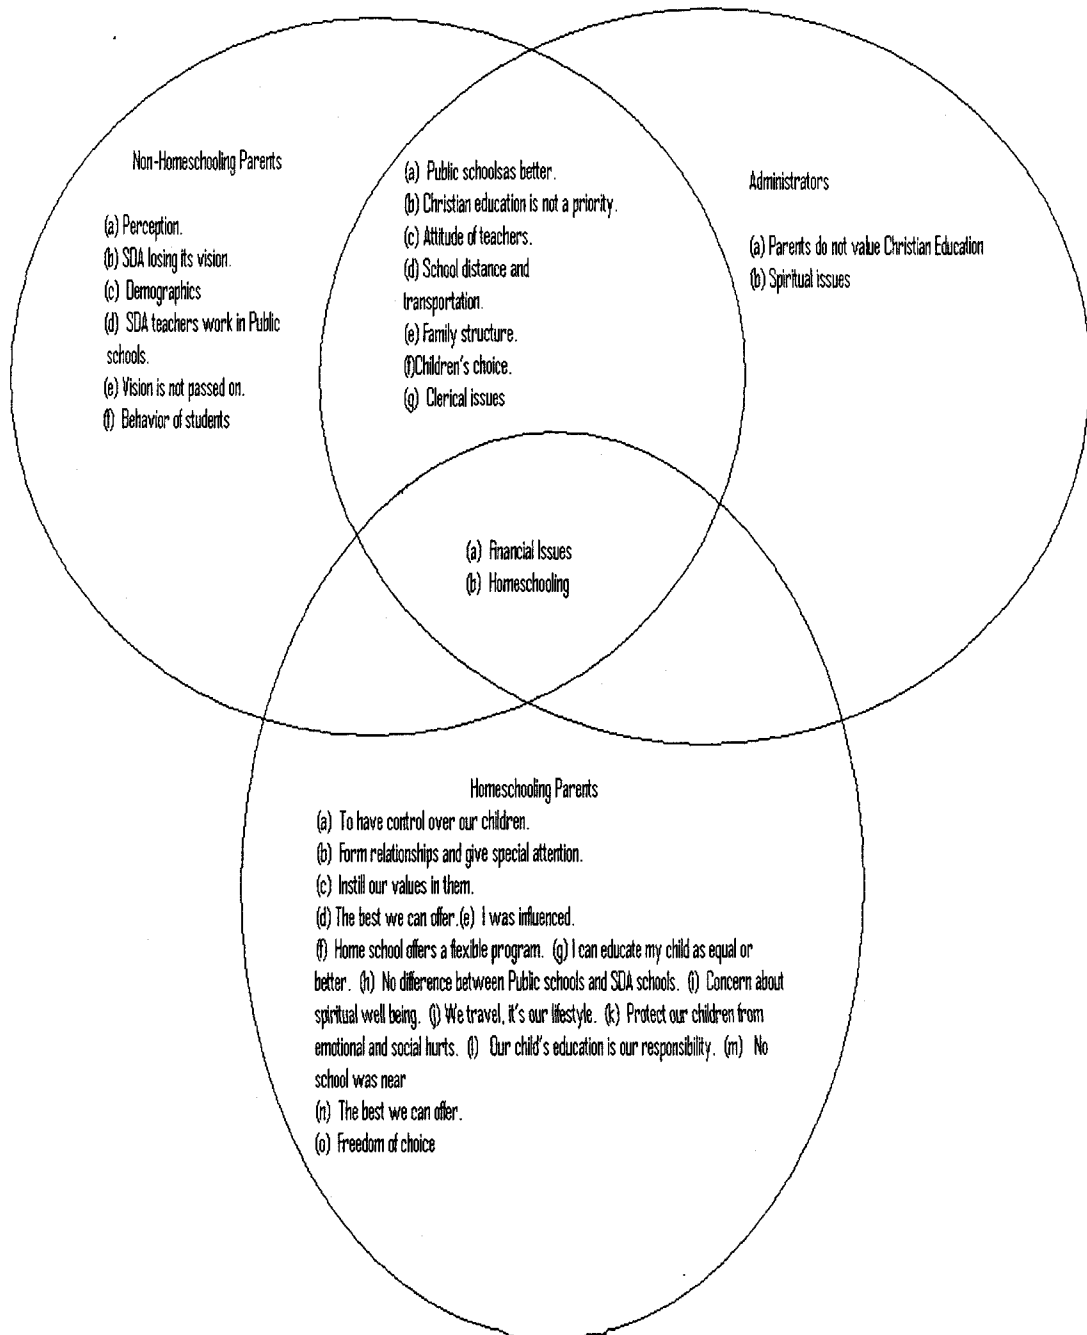 Non-Homeschooling Parents
(a) Perception.
(b) SDA losing its vision.
(c) Demographics
(d) SDA teachers work in Public
schools.
(e) Vision is not passed on.
(f) Behavior of students
(a) Public schoolsas better.
(b) Christian education is not a priority.
(c) Attitude of teachers.
(d) School distance and
transportation.
(e) Family structure.
(f)Children's choice.
(g) Clerical issues
Administrators
(a) Parents do not value Christian Education
(b) Spiritual issues
(a) Financial Issues
(b) Homeschooling
Homeschooling Parents
(a) To have control over our children.
(b) Form relationships and give special attention.
(c) Instill our values in them.
(d) The best we can offer.(e) I was influenced.
(f) Home school offers a flexible program. (g) I can educate my child as equal or
better. (h) No difference between Public schools and SDA schools. (i) Concern about
spiritual well being. (j) We travel, it's our lifestyle. (k) Protect our children from
emotional and social hurts. (l) Our child's education is our responsibility. (m) No
school was near
(n) The best we can offer.
(o) Freedom of choice